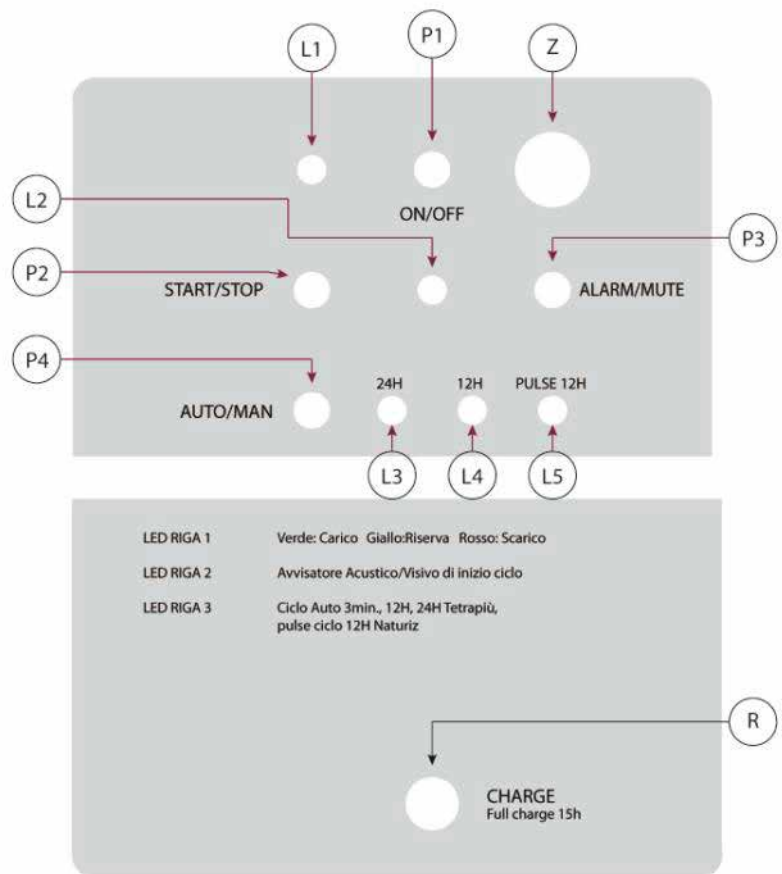 L1
P1
Z
L2
ON/OFF
P3
P2
START/STOP
ALARM/MUTE
P4
24H
12H
PULSE 12H
AUTO/MAN
L3
L4
L5
LED RIGA 1 Verde: Carico Giallo:Riserva Rosso: Scarico
LED RIGA 2 Avvisatore Acustico/Visivo di inizio ciclo
LED RIGA 3 Ciclo Auto 3min., 12H, 24H Tetrapiù,
pulse ciclo 12H Naturiz
R
CHARGE
Full charge 15h